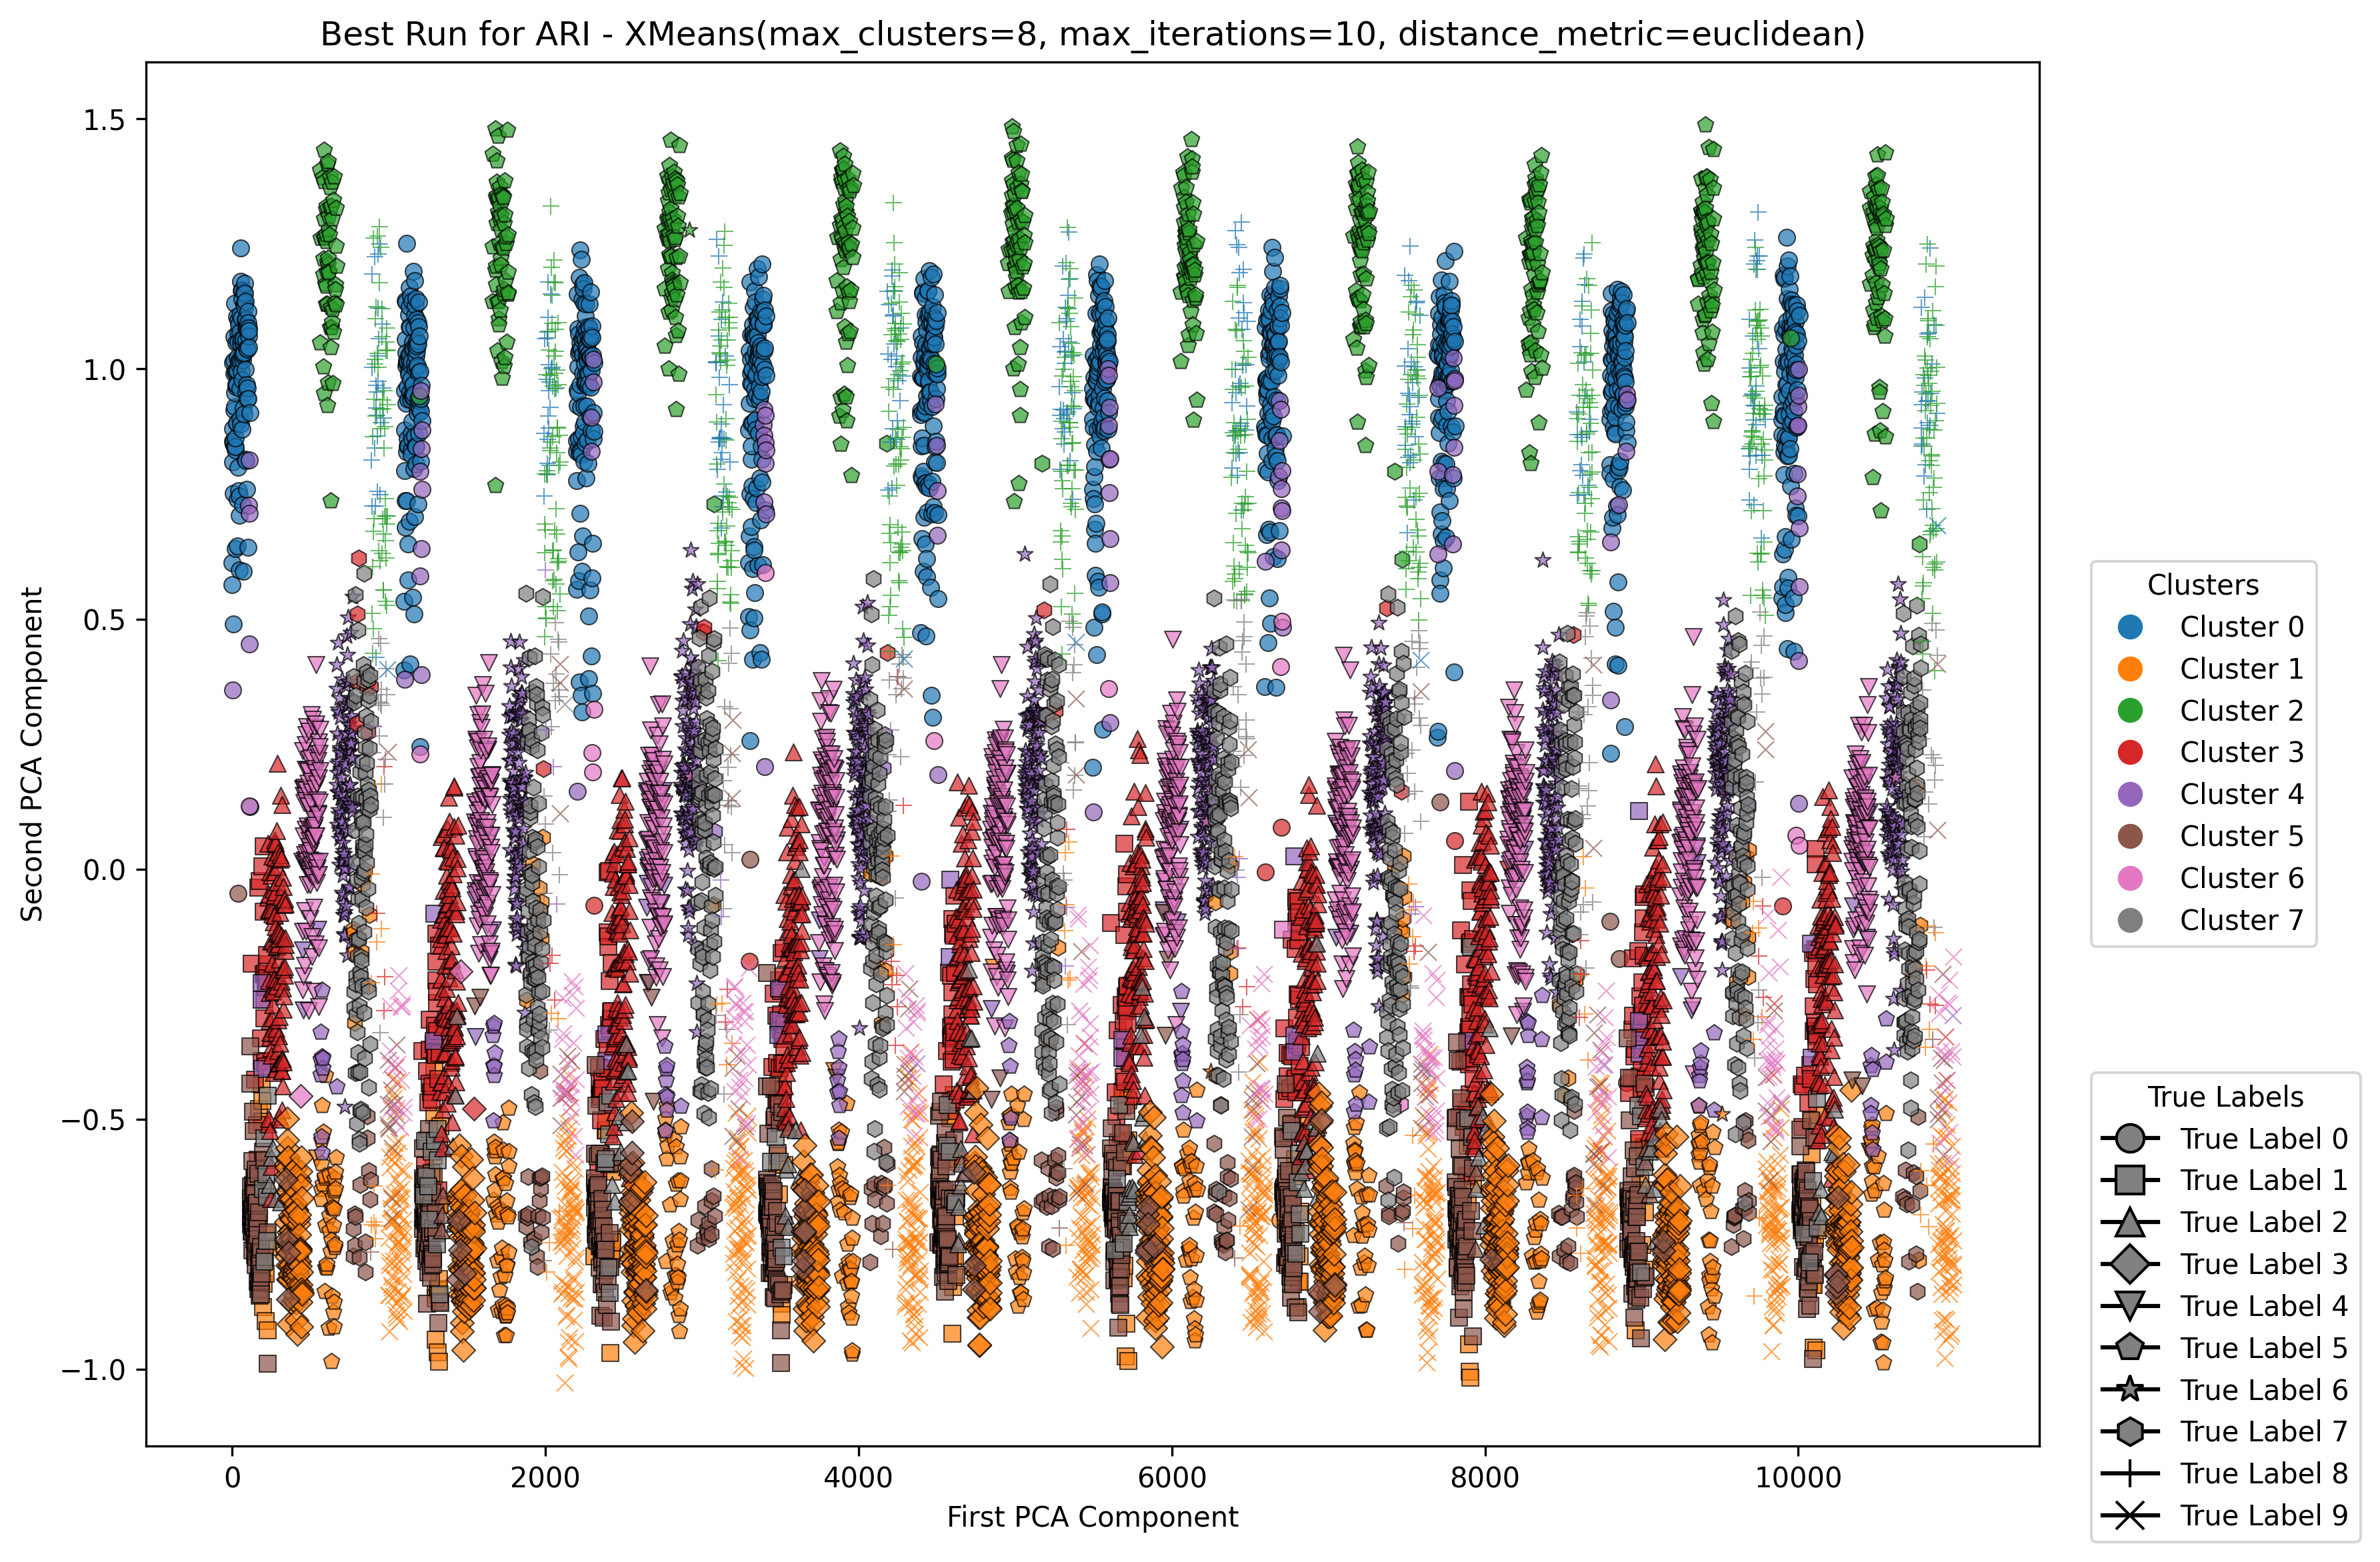 Best Run for ARI - XMeans(max_clusters=8, max_iterations=10, distance_metric=euclidean)
1.5
1.0
0.5
0.0
−0.5
−1.0
Second PCA Component
0
2000
4000
6000
8000
10000
First PCA Component
Clusters
Cluster 0
Cluster 1
Cluster 2
Cluster 3
Cluster 4
Cluster 5
Cluster 6
Cluster 7
True Labels
True Label 0
True Label 1
True Label 2
True Label 3
True Label 4
True Label 5
True Label 6
True Label 7
True Label 8
True Label 9